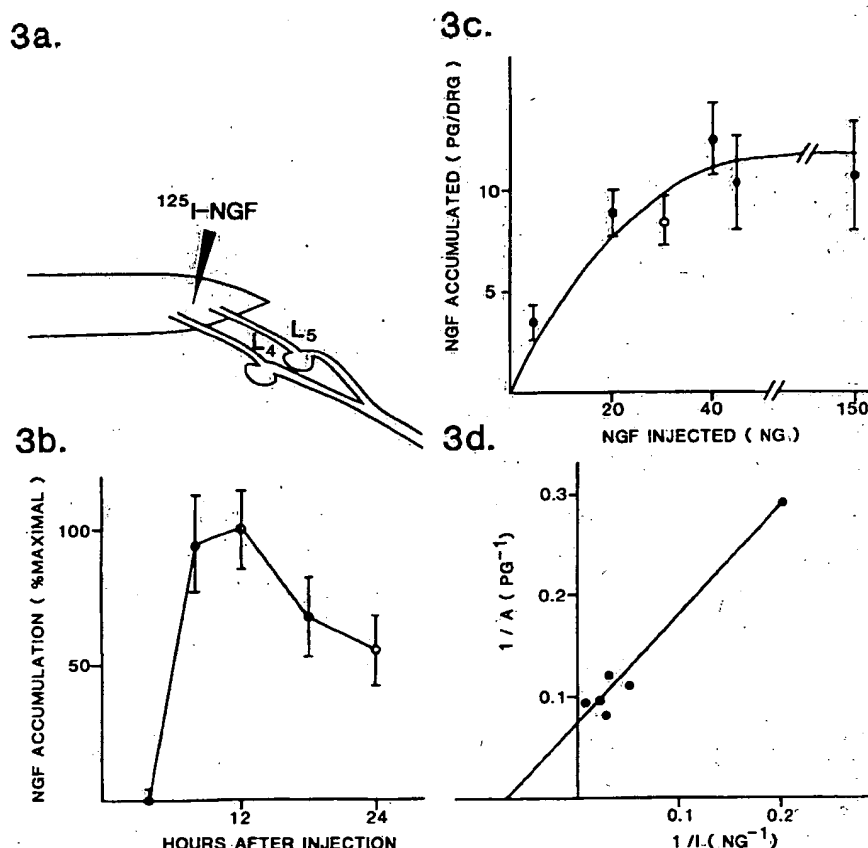 3a.
125I-NGF
L4
L5
3b.
NGF ACCUMULATION ( %MAXIMAL )
100
50
12
24
HOURS AFTER INJECTION
3c.
NGF ACCUMULATED ( PG/DRG )
10
5
20
40
150
NGF INJECTED ( NG )
3d.
1 / A ( PG⁻¹ )
0.3
0.2
0.1
0.1
0.2
1 / I ( NG⁻¹ )